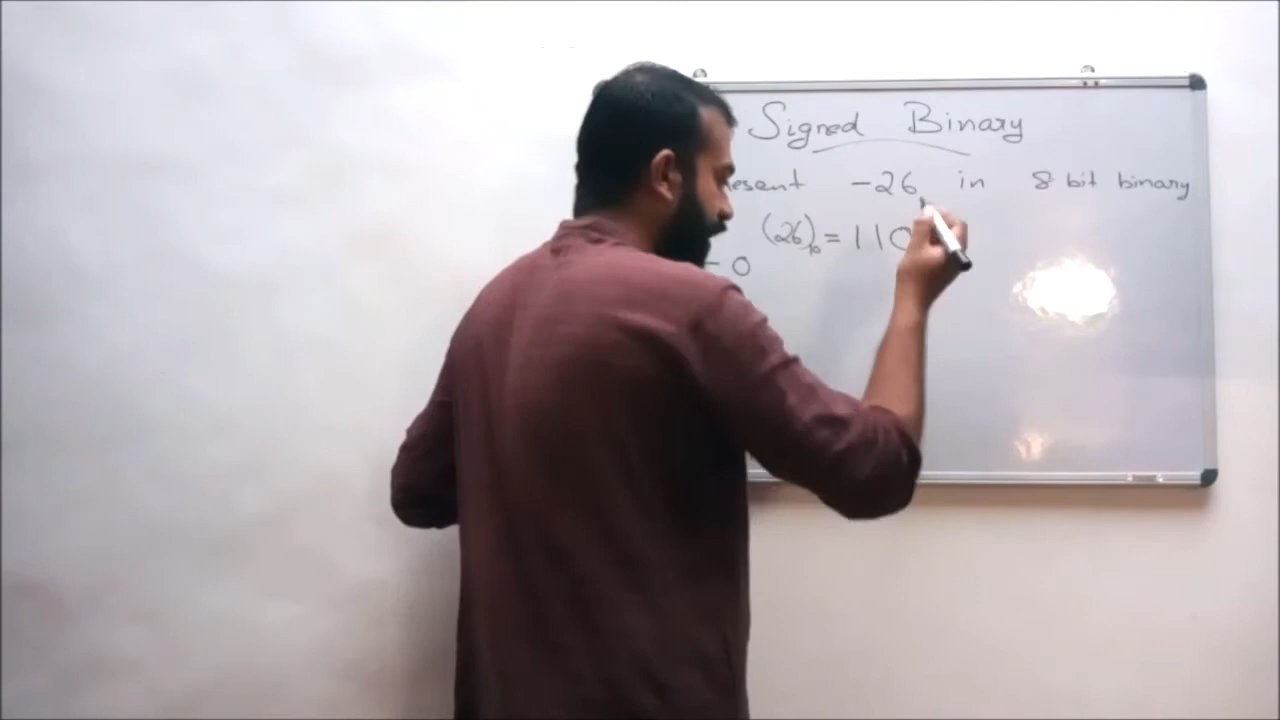 Signed Binary
esent -26 in 8 bit binary
(26)₁₀ = 110
- 0